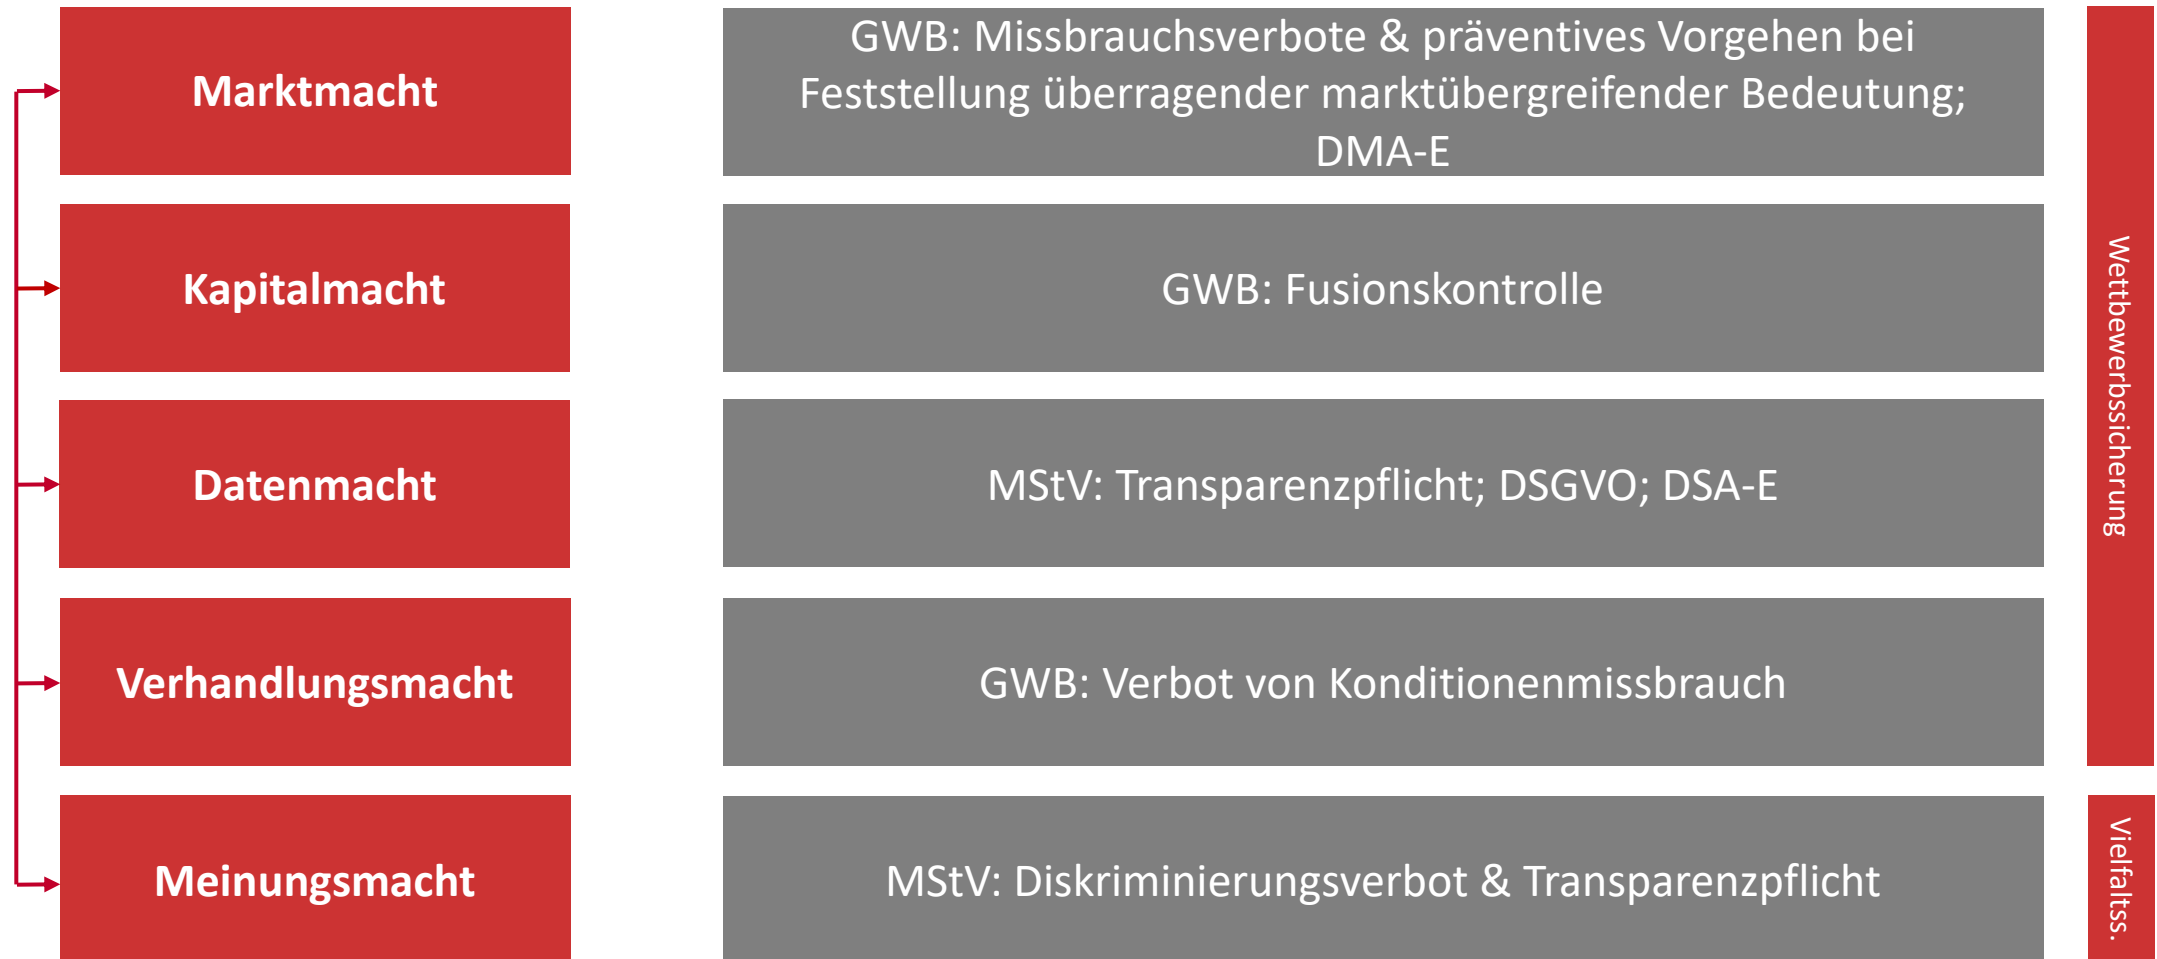 Marktmacht
GWB: Missbrauchsverbote & präventives Vorgehen bei
Feststellung überragender marktübergreifender Bedeutung;
DMA-E
Kapitalmacht
GWB: Fusionskontrolle
Datenmacht
MStV: Transparenzpflicht; DSGVO; DSA-E
Verhandlungsmacht
GWB: Verbot von Konditionenmissbrauch
Wettbewerbssicherung
Meinungsmacht
MStV: Diskriminierungsverbot & Transparenzpflicht
Vielfaltss.